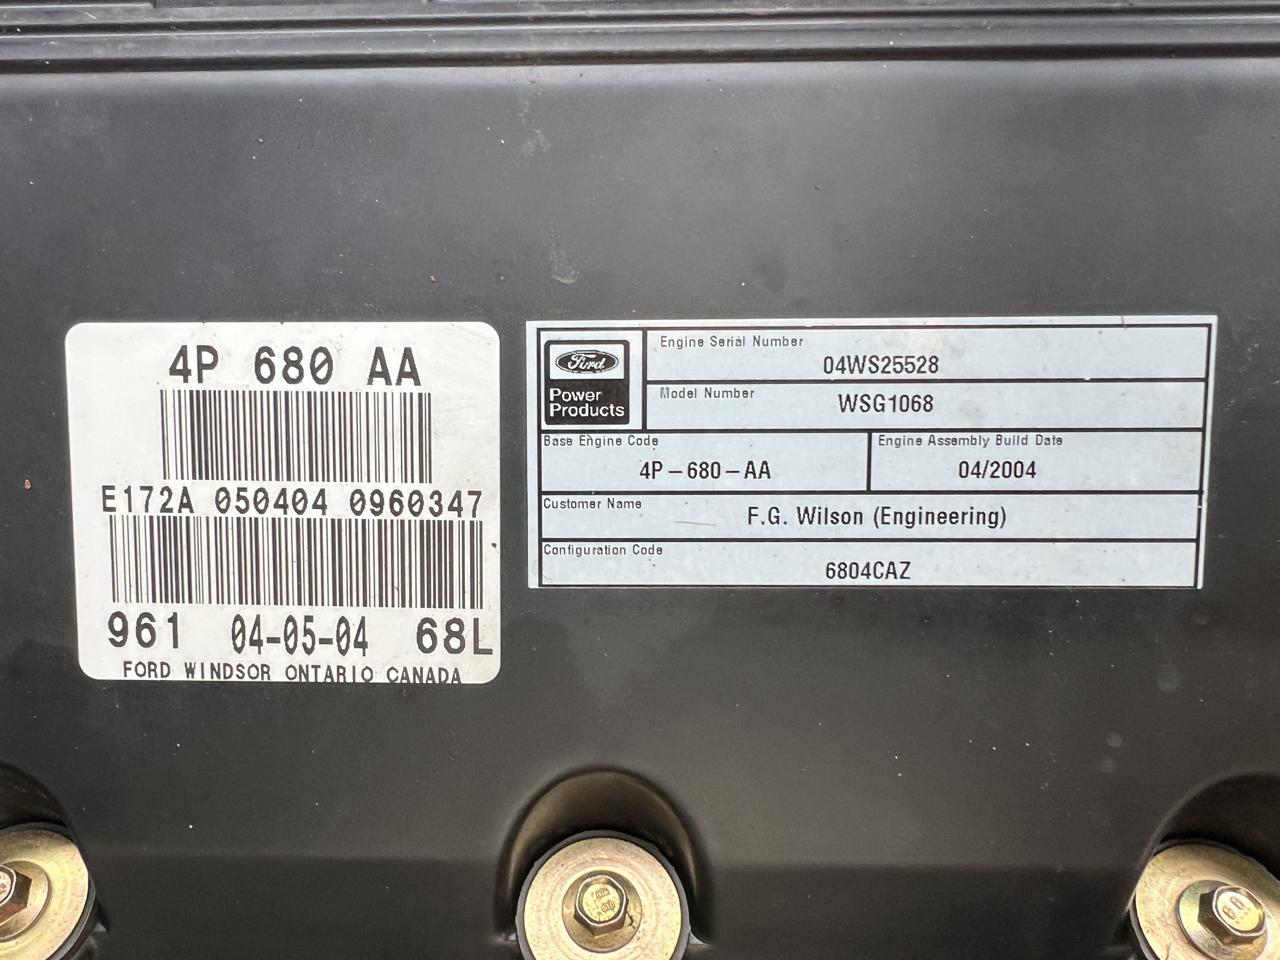 4P 680 AA
E172A 050404 0960347
961 04-05-04 68L
FORD WINDSOR ONTARIO CANADA
Ford
Power
Products
Engine Serial Number
04WS25528
Model Number
WSG1068
Base Engine Code
4P-680-AA
Engine Assembly Build Date
04/2004
Customer Name
F.G. Wilson (Engineering)
Configuration Code
6804CAZ